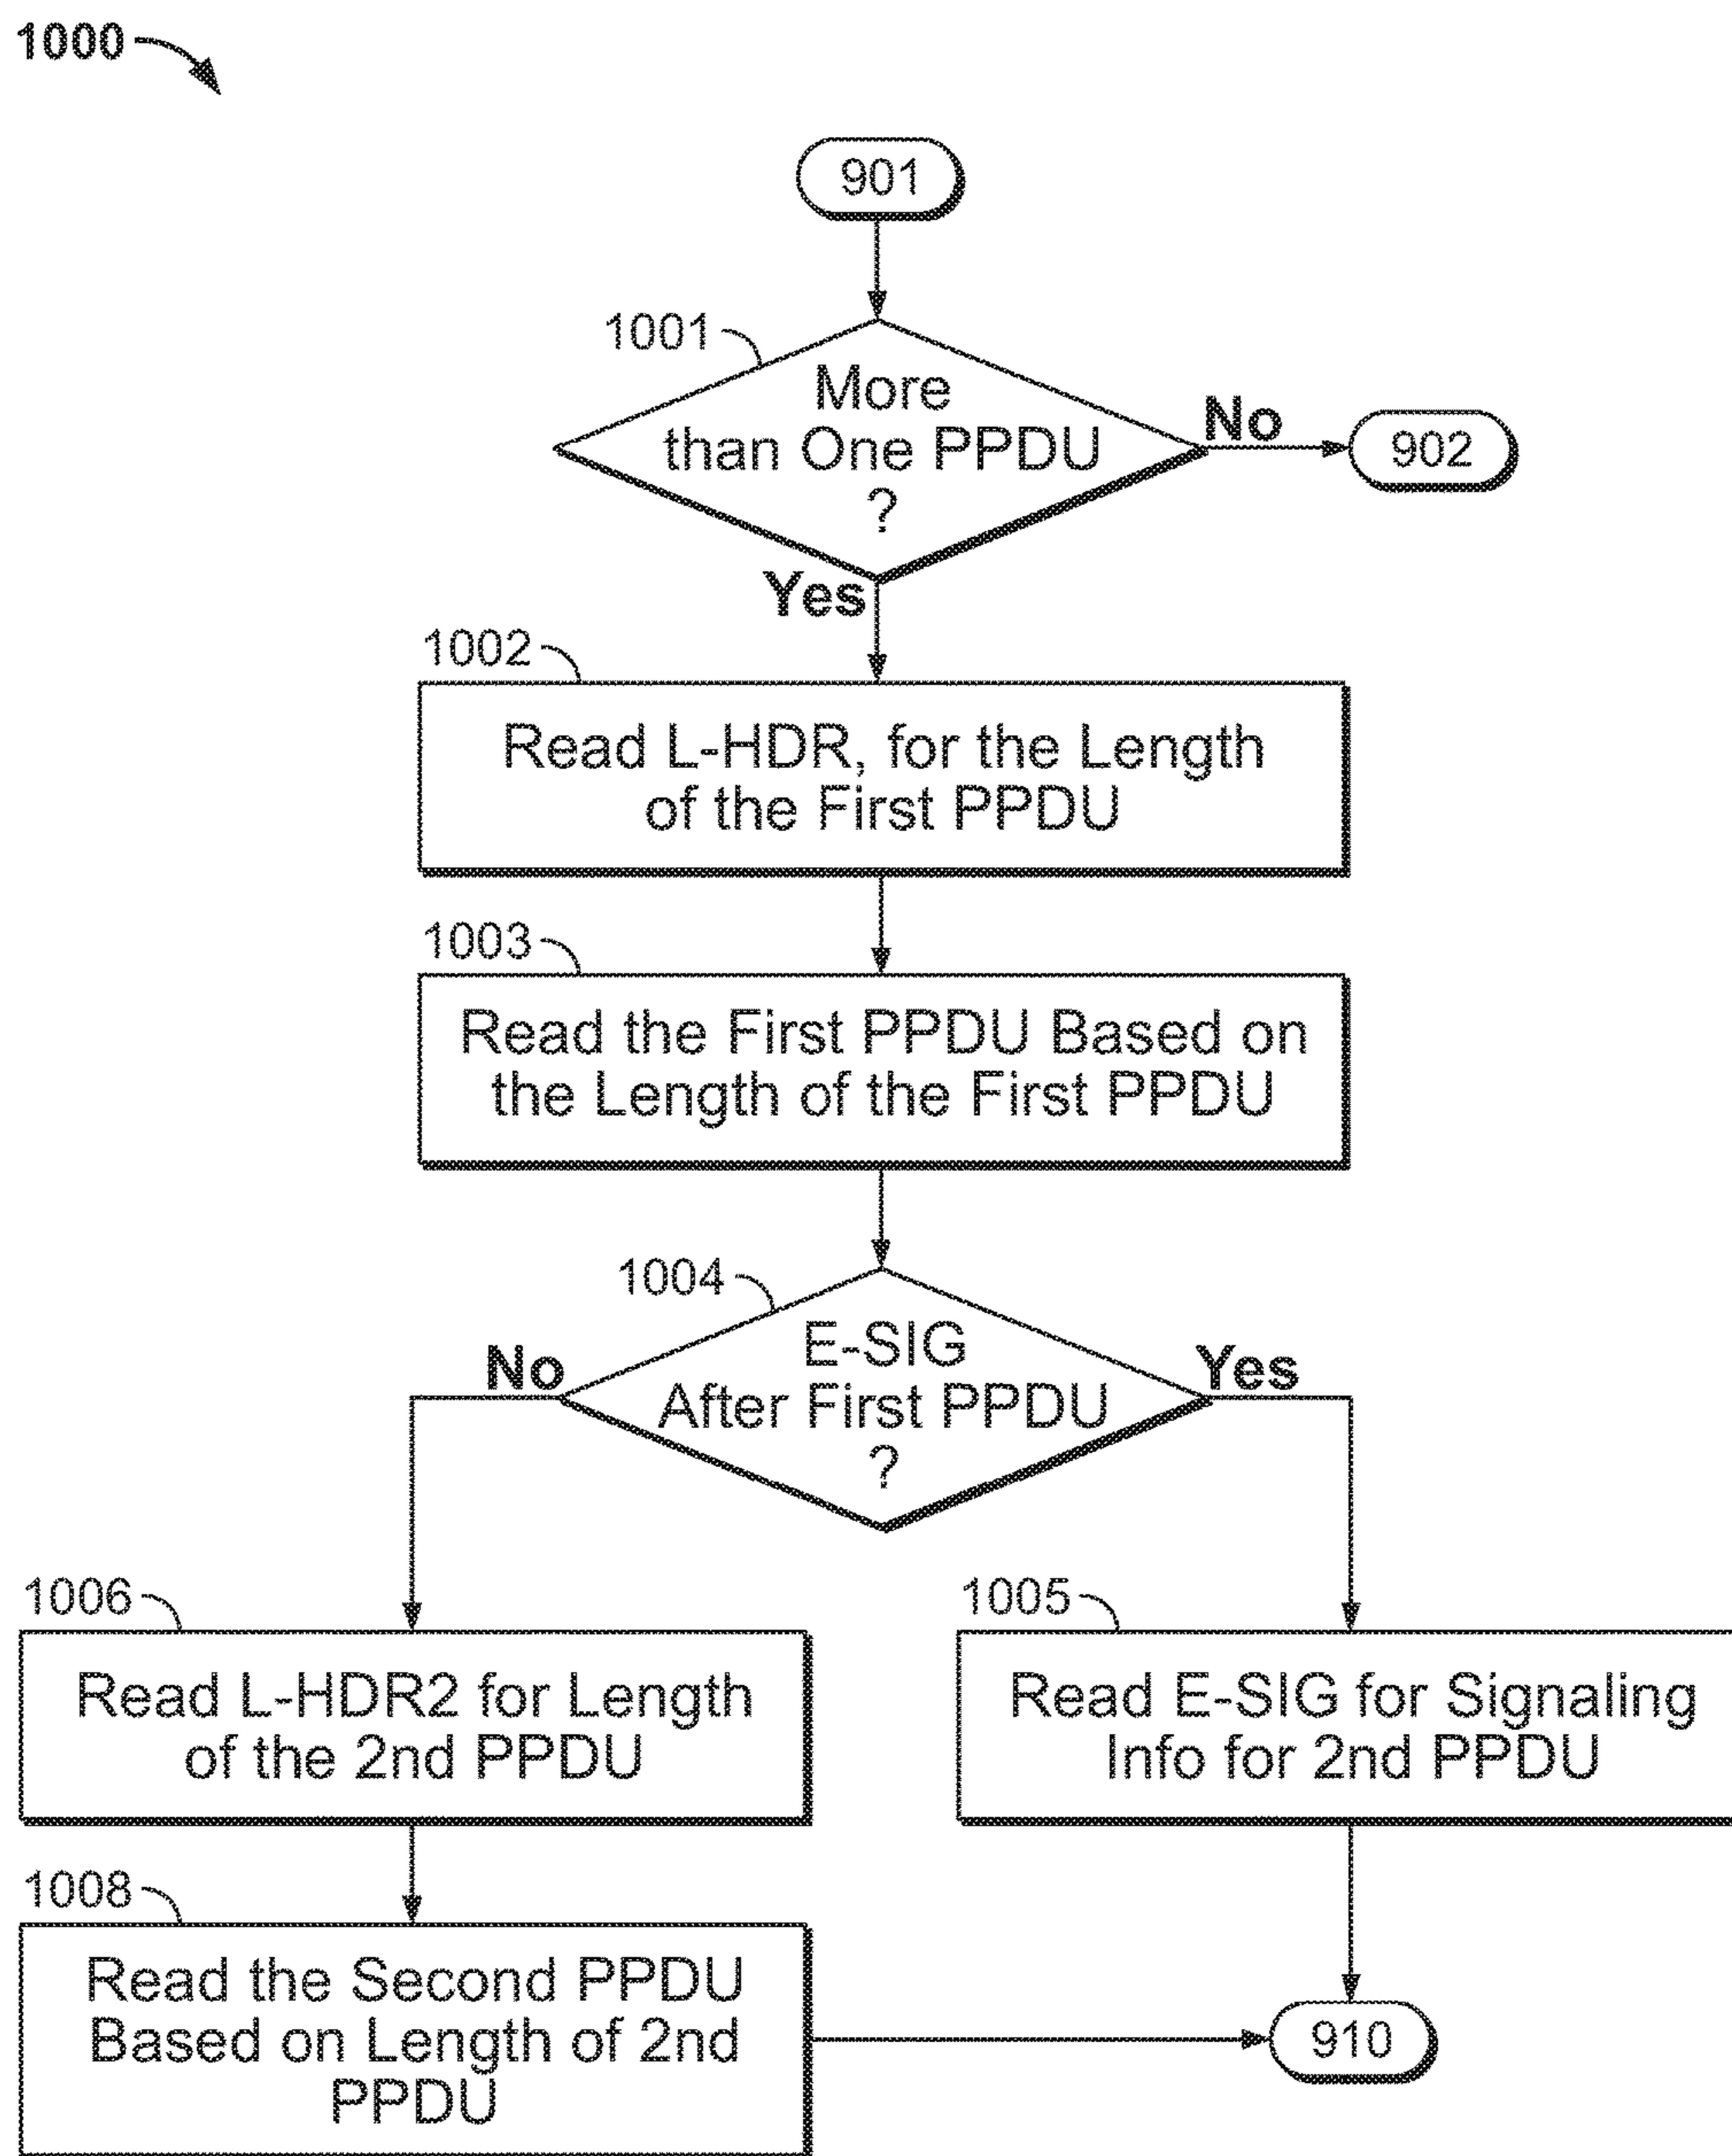 1000
901
1001
More
than One PPDU
?
No
902
Yes
1002
Read L-HDR, for the Length
of the First PPDU
1003
Read the First PPDU Based on
the Length of the First PPDU
1004
E-SIG
After First PPDU
?
No
Yes
1006
Read L-HDR2 for Length
of the 2nd PPDU
1005
Read E-SIG for Signaling
Info for 2nd PPDU
1008
Read the Second PPDU
Based on Length of 2nd
PPDU
910